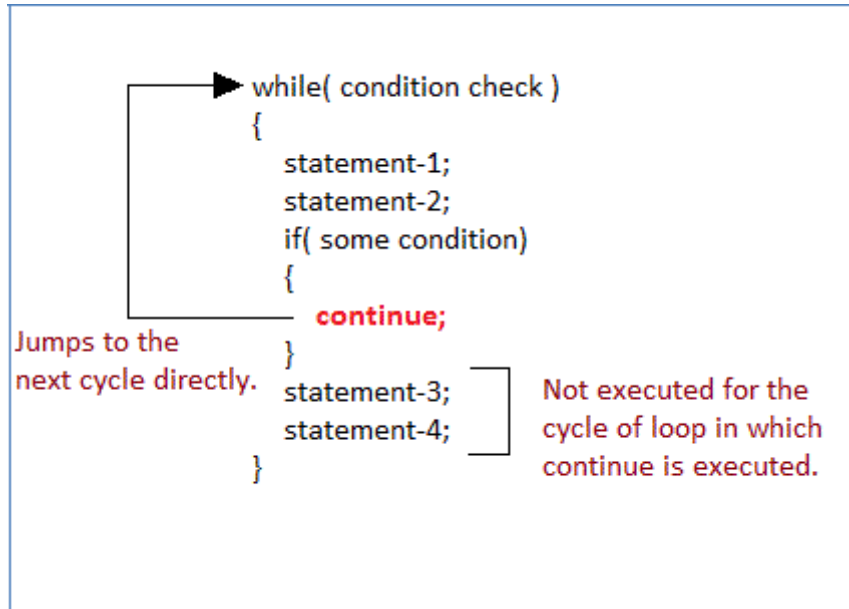 while( condition check )
{
statement-1;
statement-2;
if( some condition)
{
continue;
}
statement-3;
statement-4;
}
Jumps to the
next cycle directly.
Not executed for the
cycle of loop in which
continue is executed.